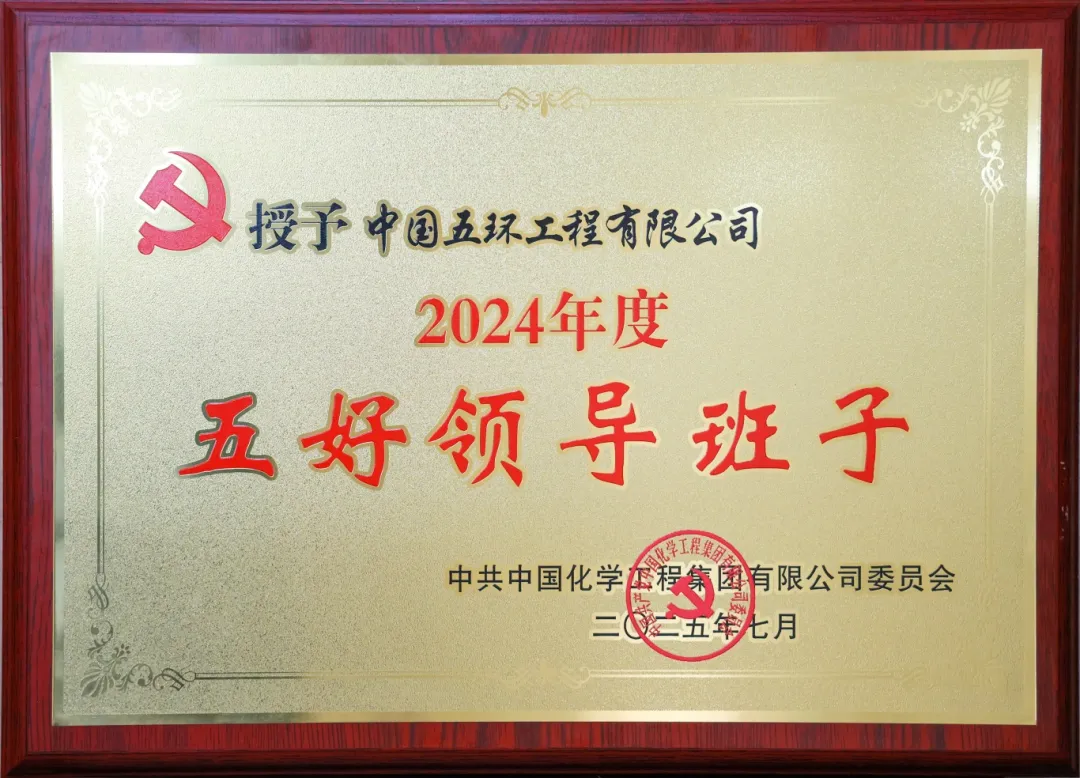 授予 中国五环工程有限公司
2024年度
五好领导班子
中共中国化学工程集团有限公司委员会
二〇二五年七月